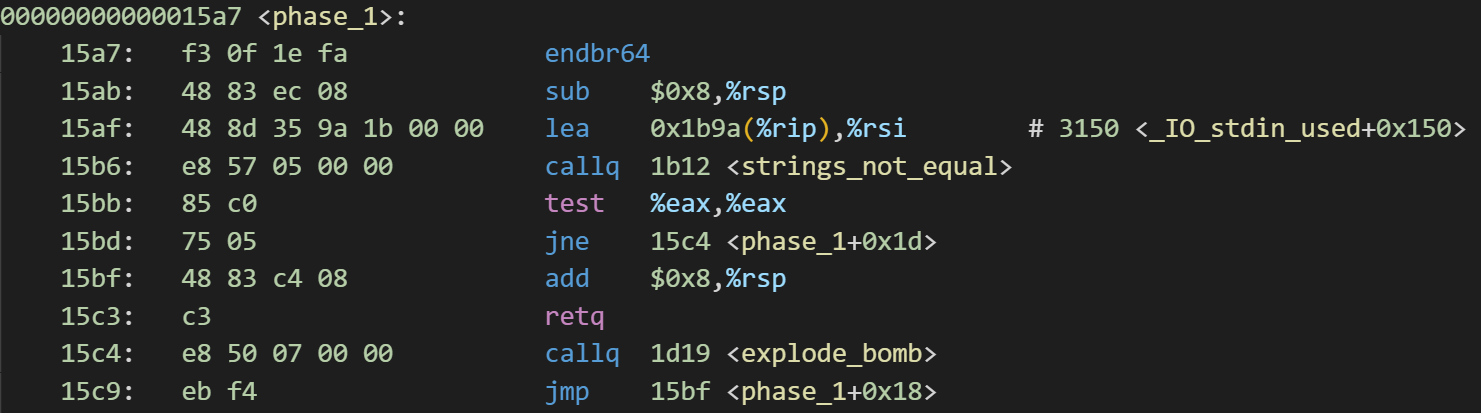 00000000000015a7 <phase_1>:
15a7: f3 0f 1e fa endbr64
15ab: 48 83 ec 08 sub $0x8,%rsp
15af: 48 8d 35 9a 1b 00 00 lea 0x1b9a(%rip),%rsi # 3150 <_IO_stdin_used+0x150>
15b6: e8 57 05 00 00 callq 1b12 <strings_not_equal>
15bb: 85 c0 test %eax,%eax
15bd: 75 05 jne 15c4 <phase_1+0x1d>
15bf: 48 83 c4 08 add $0x8,%rsp
15c3: c3 retq
15c4: e8 50 07 00 00 callq 1d19 <explode_bomb>
15c9: eb f4 jmp 15bf <phase_1+0x18>